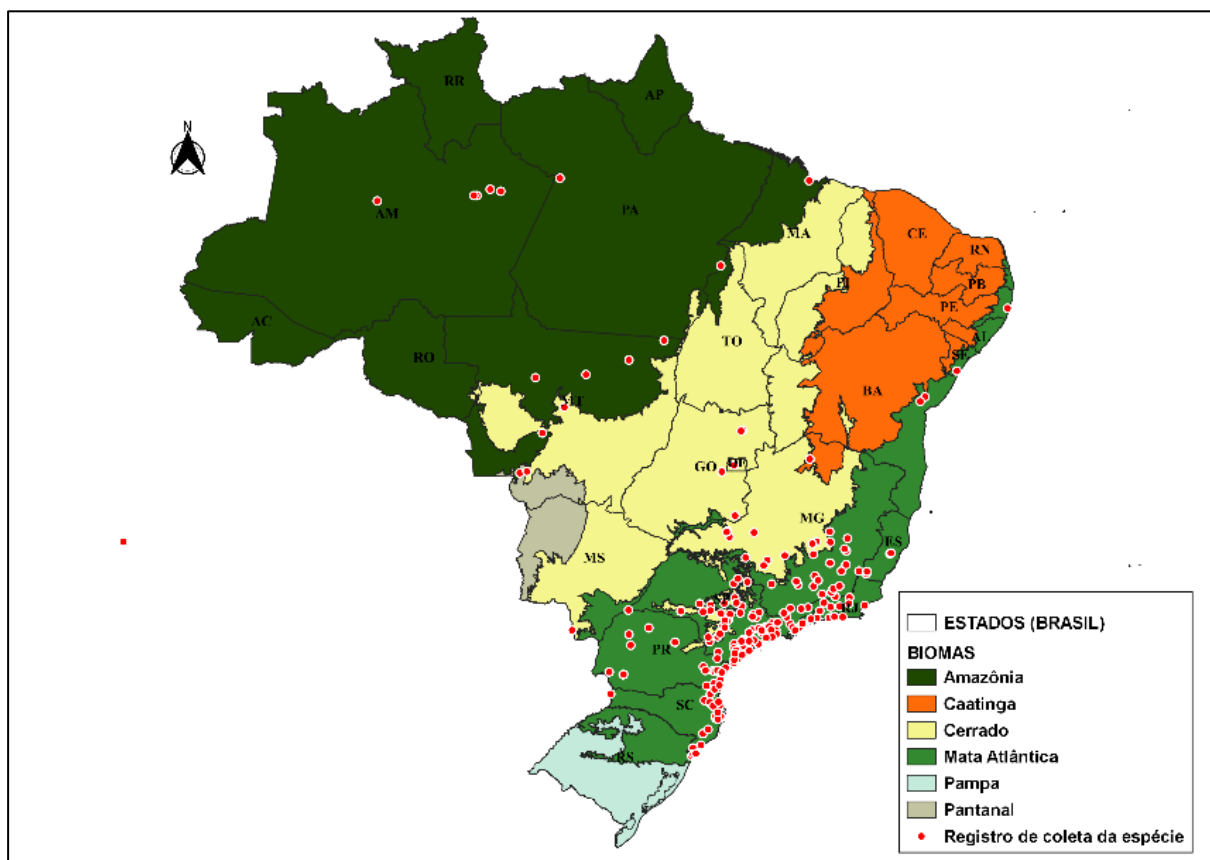 N
RR
AP
AM
PA
MA
CE
RN
PB
PE
PI
AL
SE
AC
RO
TO
BA
MT
GO
DF
MG
ES
MS
SP
RJ
PR
SC
RS
ESTADOS (BRASIL)
BIOMAS
Amazônia
Caatinga
Cerrado
Mata Atlântica
Pampa
Pantanal
Registro de coleta da espécie